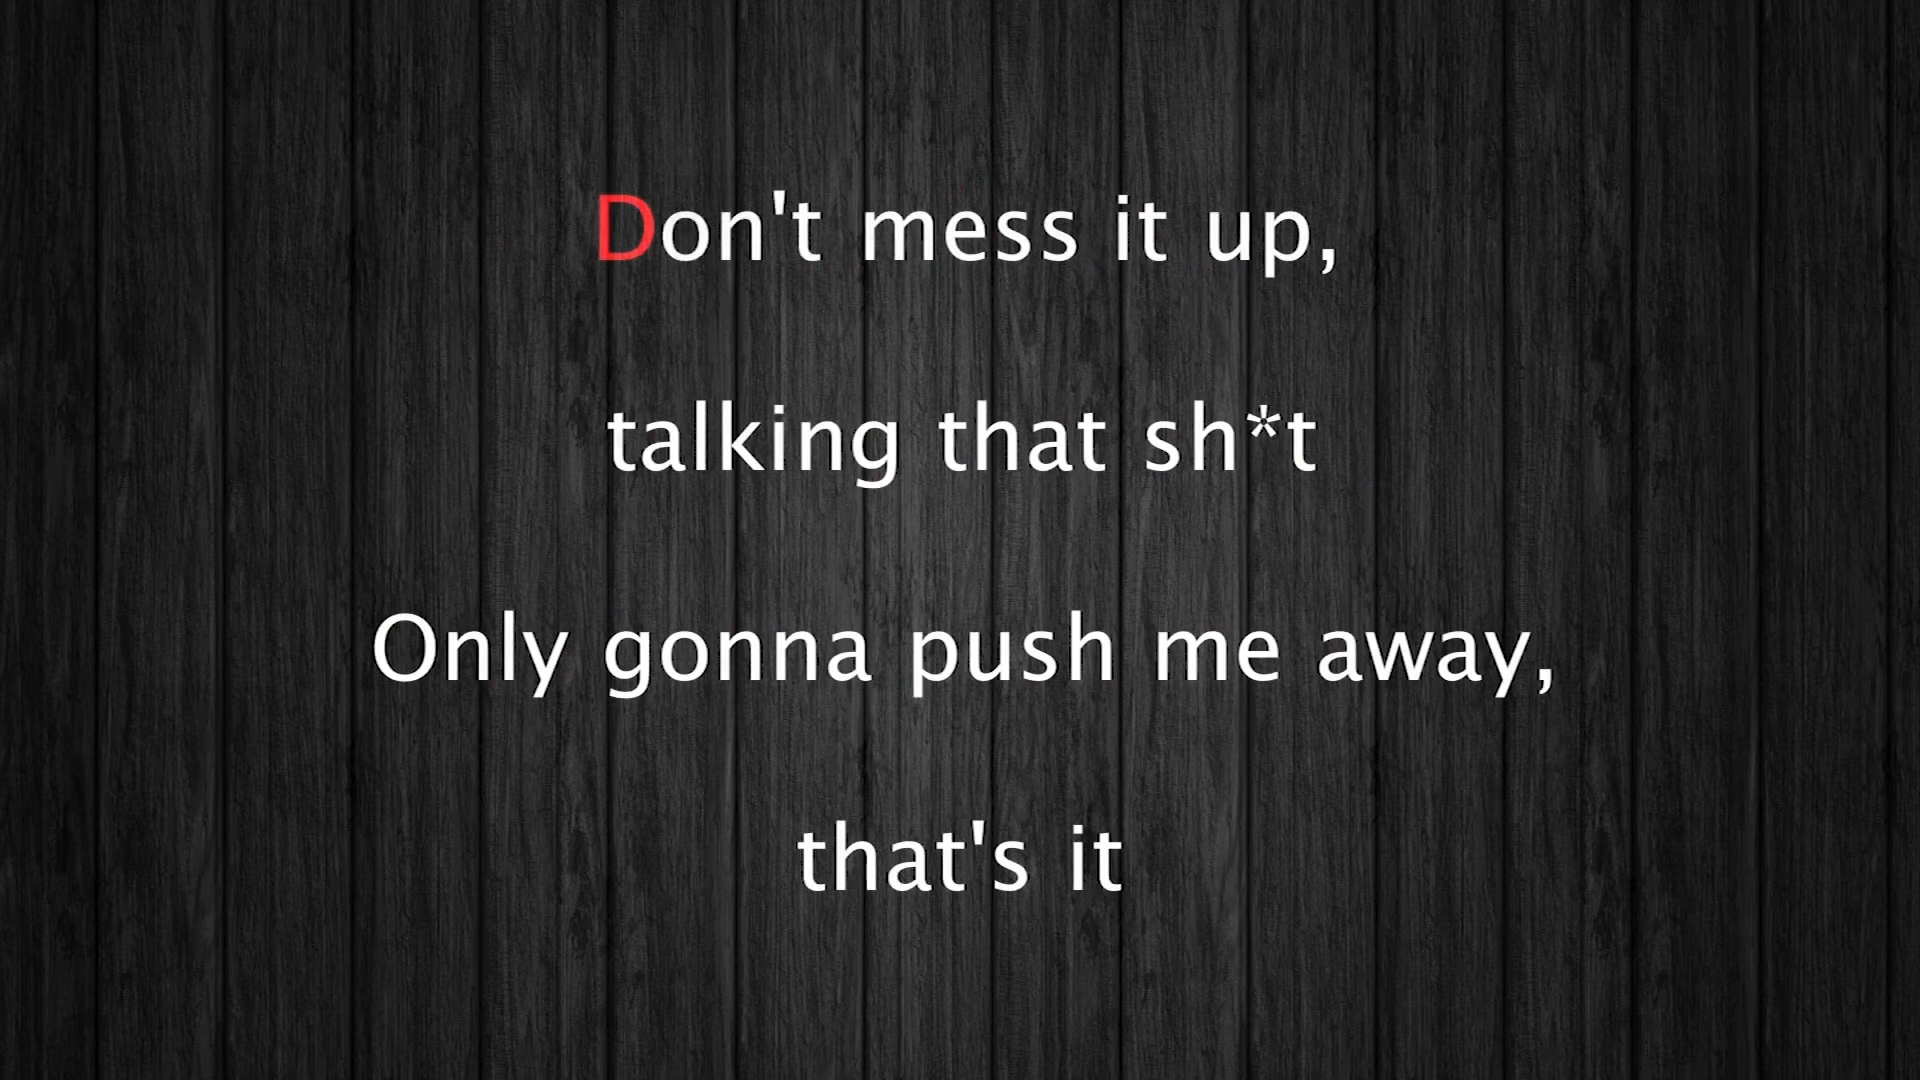 Don't mess it up,
talking that sh*t
Only gonna push me away,
that's it